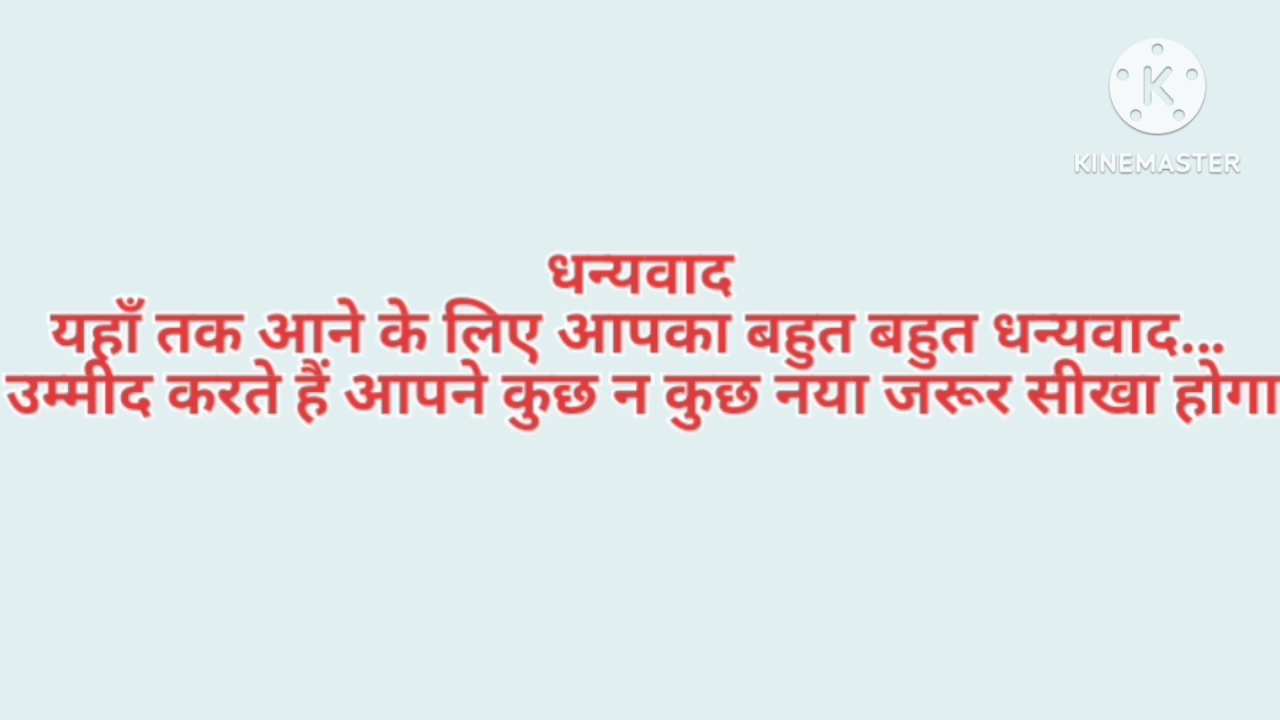 KINEMASTER
धन्यवाद
यहाँ तक आने के लिए आपका बहुत बहुत धन्यवाद...
उम्मीद करते हैं आपने कुछ न कुछ नया जरूर सीखा होगा